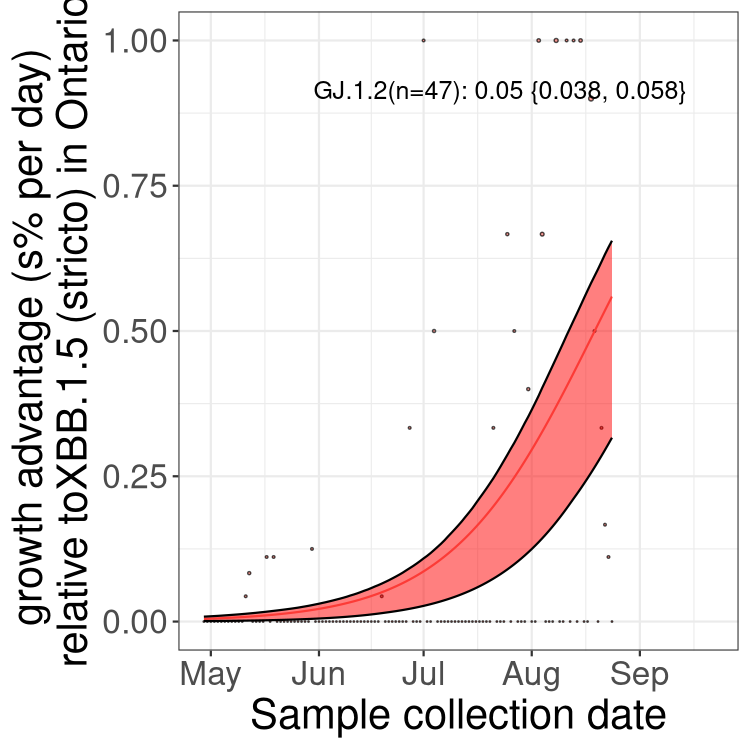 growth advantage (s% per day)
relative toXBB.1.5 (stricto) in Ontario
1.00
0.75
0.50
0.25
0.00
GJ.1.2(n=47): 0.05 {0.038, 0.058}
May Jun Jul Aug Sep
Sample collection date